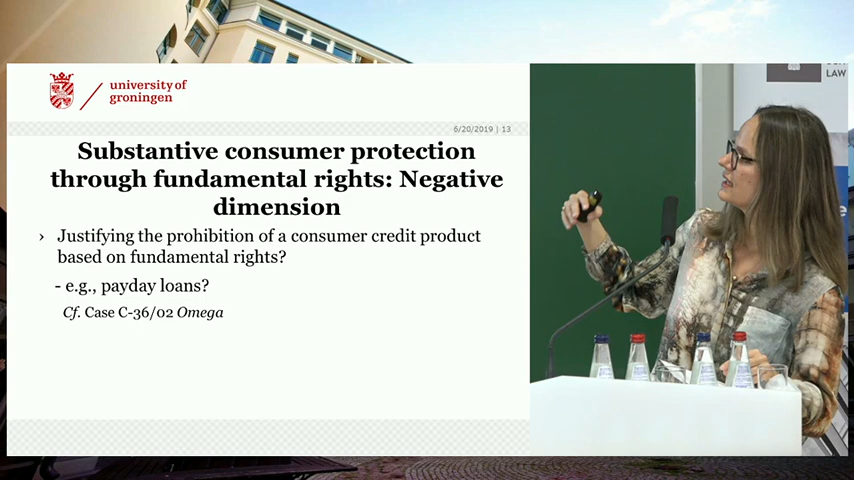 university of
groningen
6/20/2019 | 13
Substantive consumer protection
through fundamental rights: Negative
dimension
› Justifying the prohibition of a consumer credit product
based on fundamental rights?
- e.g., payday loans?
Cf. Case C-36/02 Omega
LAW